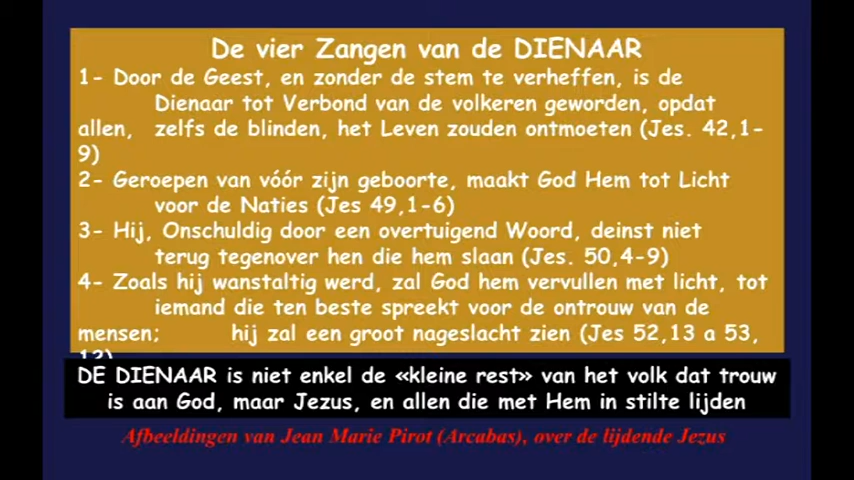 De vier Zangen van de DIENAAR
1- Door de Geest, en zonder de stem te verheffen, is de
Dienaar tot Verbond van de volkeren geworden, opdat
allen, zelfs de blinden, het Leven zouden ontmoeten (Jes. 42,1-
9)
2- Geroepen van vóór zijn geboorte, maakt God Hem tot Licht
voor de Naties (Jes 49,1-6)
3- Hij, Onschuldig door een overtuigend Woord, deinst niet
terug tegenover hen die hem slaan (Jes. 50,4-9)
4- Zoals hij wanstaltig werd, zal God hem vervullen met licht, tot
iemand die ten beste spreekt voor de ontrouw van de
mensen; hij zal een groot nageslacht zien (Jes 52,13 a 53,
DE DIENAAR is niet enkel de «kleine rest» van het volk dat trouw
is aan God, maar Jezus, en allen die met Hem in stilte lijden
Afbeeldingen van Jean Marie Pirot (Arcabas), over de lijdende Jezus